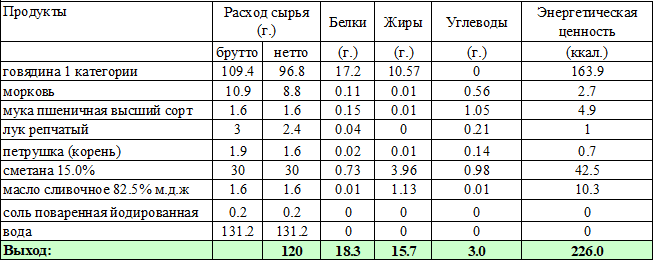 Продукты Расход сырья Белки Жиры Углеводы Энергетическая
(г.) ценность
брутто нетто (г.) (г.) (г.) (ккал.)
говядина 1 категории 109.4 96.8 17.2 10.57 0 163.9
морковь 10.9 8.8 0.11 0.01 0.56 2.7
мука пшеничная высший сорт 1.6 1.6 0.15 0.01 1.05 4.9
лук репчатый 3 2.4 0.04 0 0.21 1
петрушка (корень) 1.9 1.6 0.02 0.01 0.14 0.7
сметана 15.0% 30 30 0.73 3.96 0.98 42.5
масло сливочное 82.5% м.д.ж 1.6 1.6 0.01 1.13 0.01 10.3
соль поваренная йодированная 0.2 0.2 0 0 0 0
вода 131.2 131.2 0 0 0 0
Выход: 120 18.3 15.7 3.0 226.0